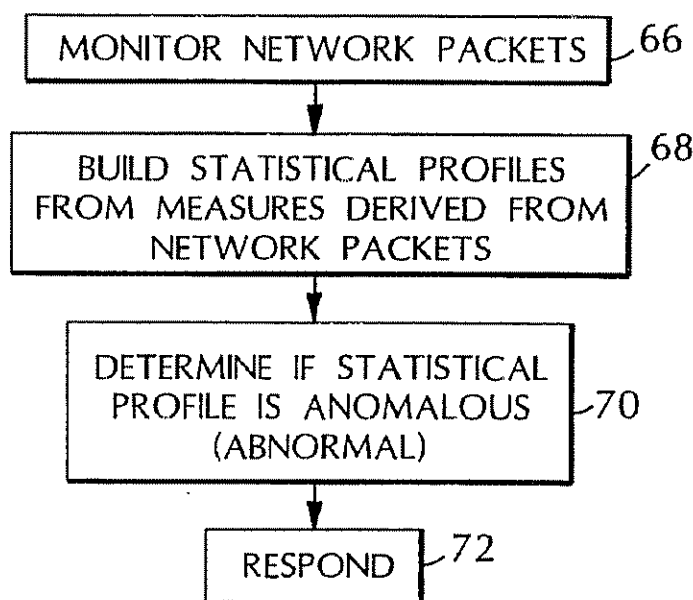 MONITOR NETWORK PACKETS 66
BUILD STATISTICAL PROFILES
FROM MEASURES DERIVED FROM
NETWORK PACKETS
68
DETERMINE IF STATISTICAL
PROFILE IS ANOMALOUS
(ABNORMAL)
70
RESPOND 72